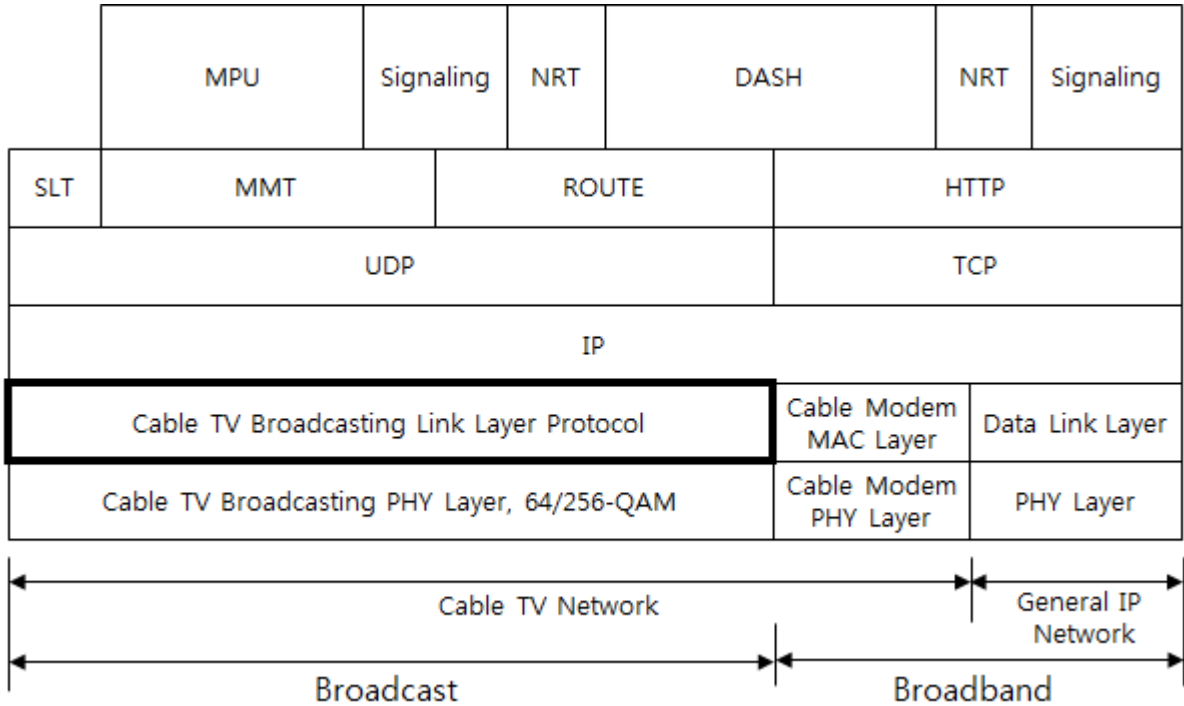 MPU
Signaling
NRT
DASH
NRT
Signaling
SLT
MMT
ROUTE
HTTP
UDP
TCP
IP
Cable TV Broadcasting Link Layer Protocol
Cable Modem
MAC Layer
Data Link Layer
Cable TV Broadcasting PHY Layer, 64/256-QAM
Cable Modem
PHY Layer
PHY Layer
Cable TV Network
General IP
Network
Broadcast
Broadband